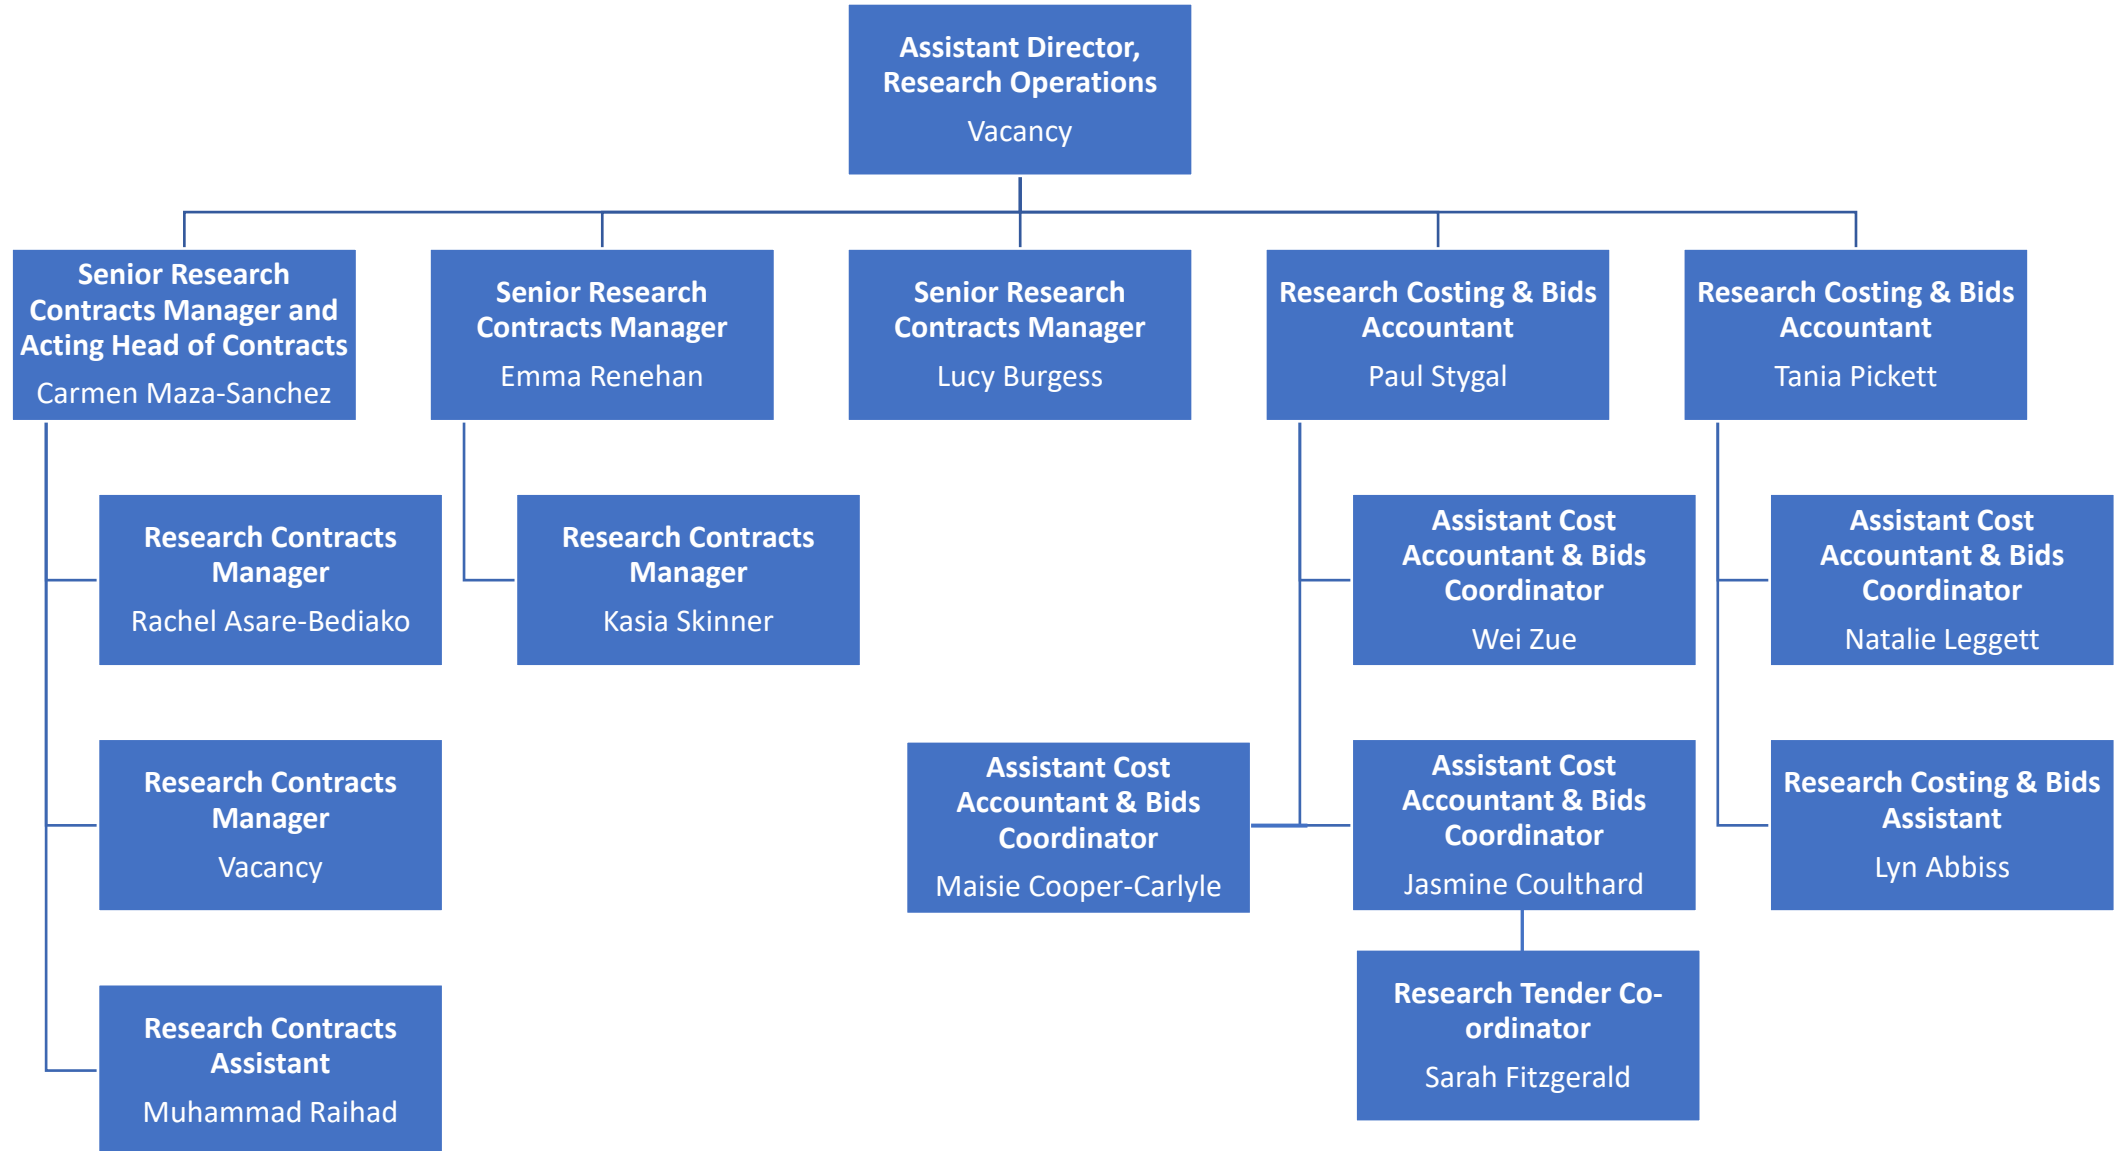 Assistant Director,
Research Operations
Vacancy
Senior Research
Contracts Manager and
Acting Head of Contracts
Carmen Maza-Sanchez
Senior Research
Contracts Manager
Emma Renehan
Senior Research
Contracts Manager
Lucy Burgess
Research Costing & Bids
Accountant
Paul Stygal
Research Costing & Bids
Accountant
Tania Pickett
Research Contracts
Manager
Rachel Asare-Bediako
Research Contracts
Manager
Kasia Skinner
Assistant Cost
Accountant & Bids
Coordinator
Wei Zue
Assistant Cost
Accountant & Bids
Coordinator
Natalie Leggett
Research Contracts
Manager
Vacancy
Assistant Cost
Accountant & Bids
Coordinator
Maisie Cooper-Carlyle
Assistant Cost
Accountant & Bids
Coordinator
Jasmine Coulthard
Research Costing & Bids
Assistant
Lyn Abbiss
Research Contracts
Assistant
Muhammad Raihad
Research Tender Co-
ordinator
Sarah Fitzgerald